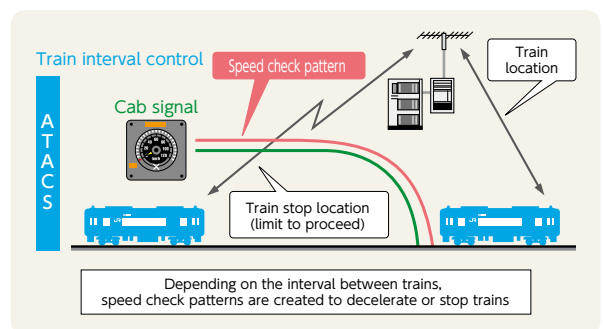 Train interval control
Speed check pattern
Train
location
Cab signal
ATACS
Train stop location
(limit to proceed)
Depending on the interval between trains,
speed check patterns are created to decelerate or stop trains